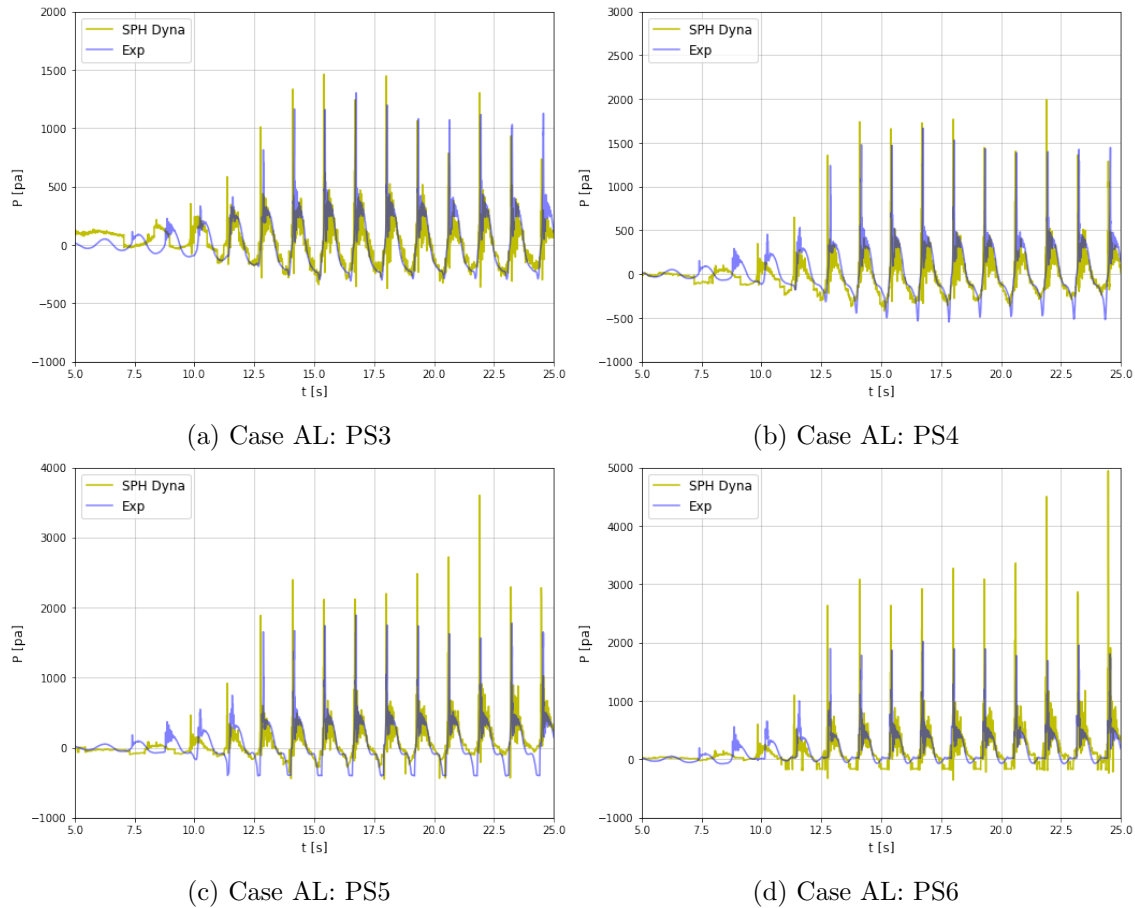 2000
1500
1000
500
0
−500
−1000
P [pa]
SPH Dyna
Exp
5.0 7.5 10.0 12.5 15.0 17.5 20.0 22.5 25.0
t [s]
(a) Case AL: PS3
3000
2500
2000
1500
1000
500
0
−500
−1000
P [pa]
SPH Dyna
Exp
5.0 7.5 10.0 12.5 15.0 17.5 20.0 22.5 25.0
t [s]
(b) Case AL: PS4
4000
3000
2000
1000
0
−1000
P [pa]
SPH Dyna
Exp
5.0 7.5 10.0 12.5 15.0 17.5 20.0 22.5 25.0
t [s]
(c) Case AL: PS5
5000
4000
3000
2000
1000
0
−1000
P [pa]
SPH Dyna
Exp
5.0 7.5 10.0 12.5 15.0 17.5 20.0 22.5 25.0
t [s]
(d) Case AL: PS6